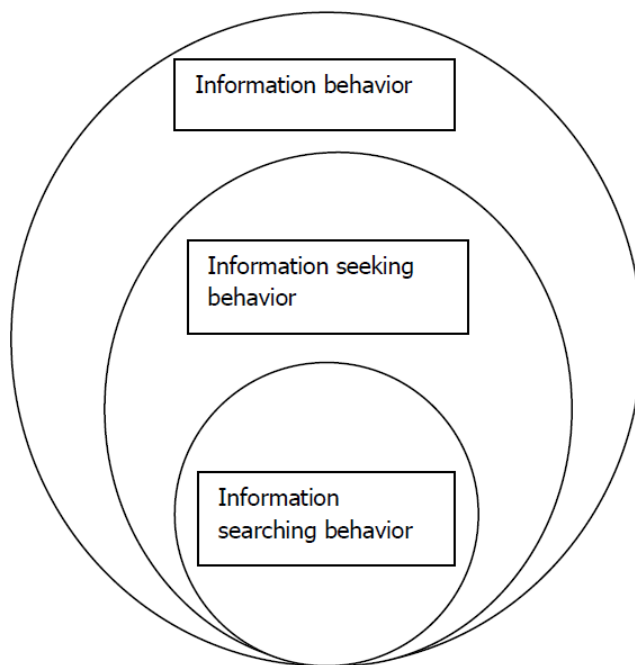 Information behavior
Information seeking
behavior
Information
searching behavior